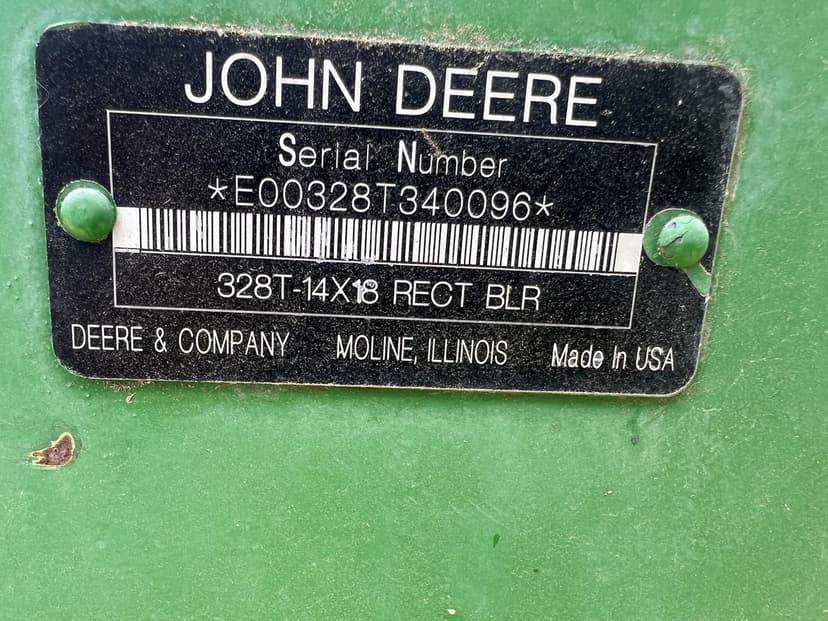 JOHN DEERE
Serial Number
*E00328T340096*
328T-14X18 RECT BLR
DEERE & COMPANY MOLINE, ILLINOIS Made In USA